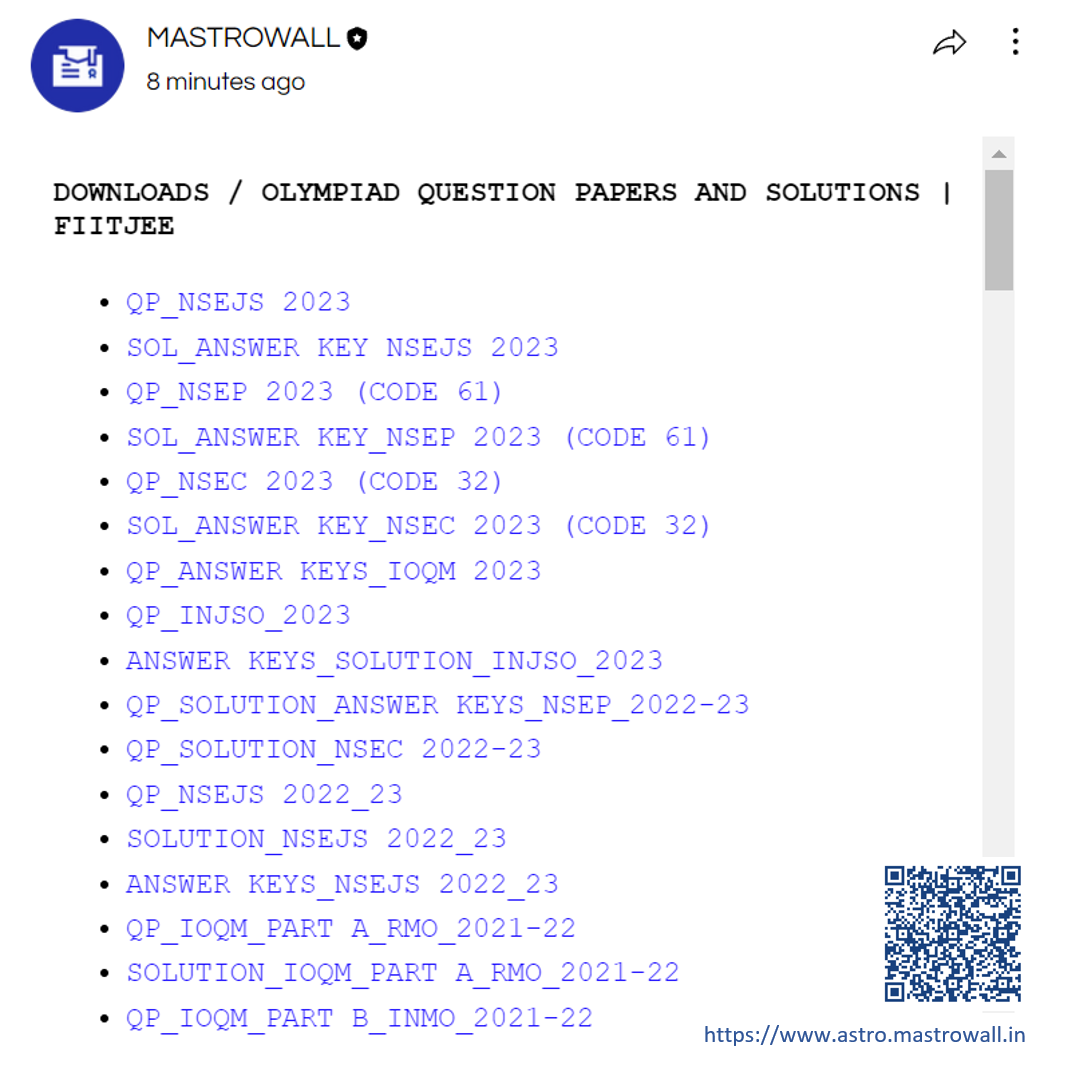 MASTROWALL
8 minutes ago
DOWNLOADS / OLYMPIAD QUESTION PAPERS AND SOLUTIONS |
FIITJEE
• QP_NSEJS 2023
• SOL_ANSWER KEY NSEJS 2023
• QP_NSEP 2023 (CODE 61)
• SOL_ANSWER KEY_NSEP 2023 (CODE 61)
• QP_NSEC 2023 (CODE 32)
• SOL_ANSWER KEY_NSEC 2023 (CODE 32)
• QP_ANSWER KEYS_IOQM 2023
• QP_INJSO_2023
• ANSWER KEYS_SOLUTION_INJSO_2023
• QP_SOLUTION_ANSWER KEYS_NSEP_2022-23
• QP_SOLUTION_NSEC 2022-23
• QP_NSEJS 2022_23
• SOLUTION_NSEJS 2022_23
• ANSWER KEYS_NSEJS 2022_23
• QP_IOQM_PART A_RMO_2021-22
• SOLUTION_IOQM_PART A_RMO_2021-22
• QP_IOQM_PART B_INMO_2021-22
https://www.astro.mastrowall.in